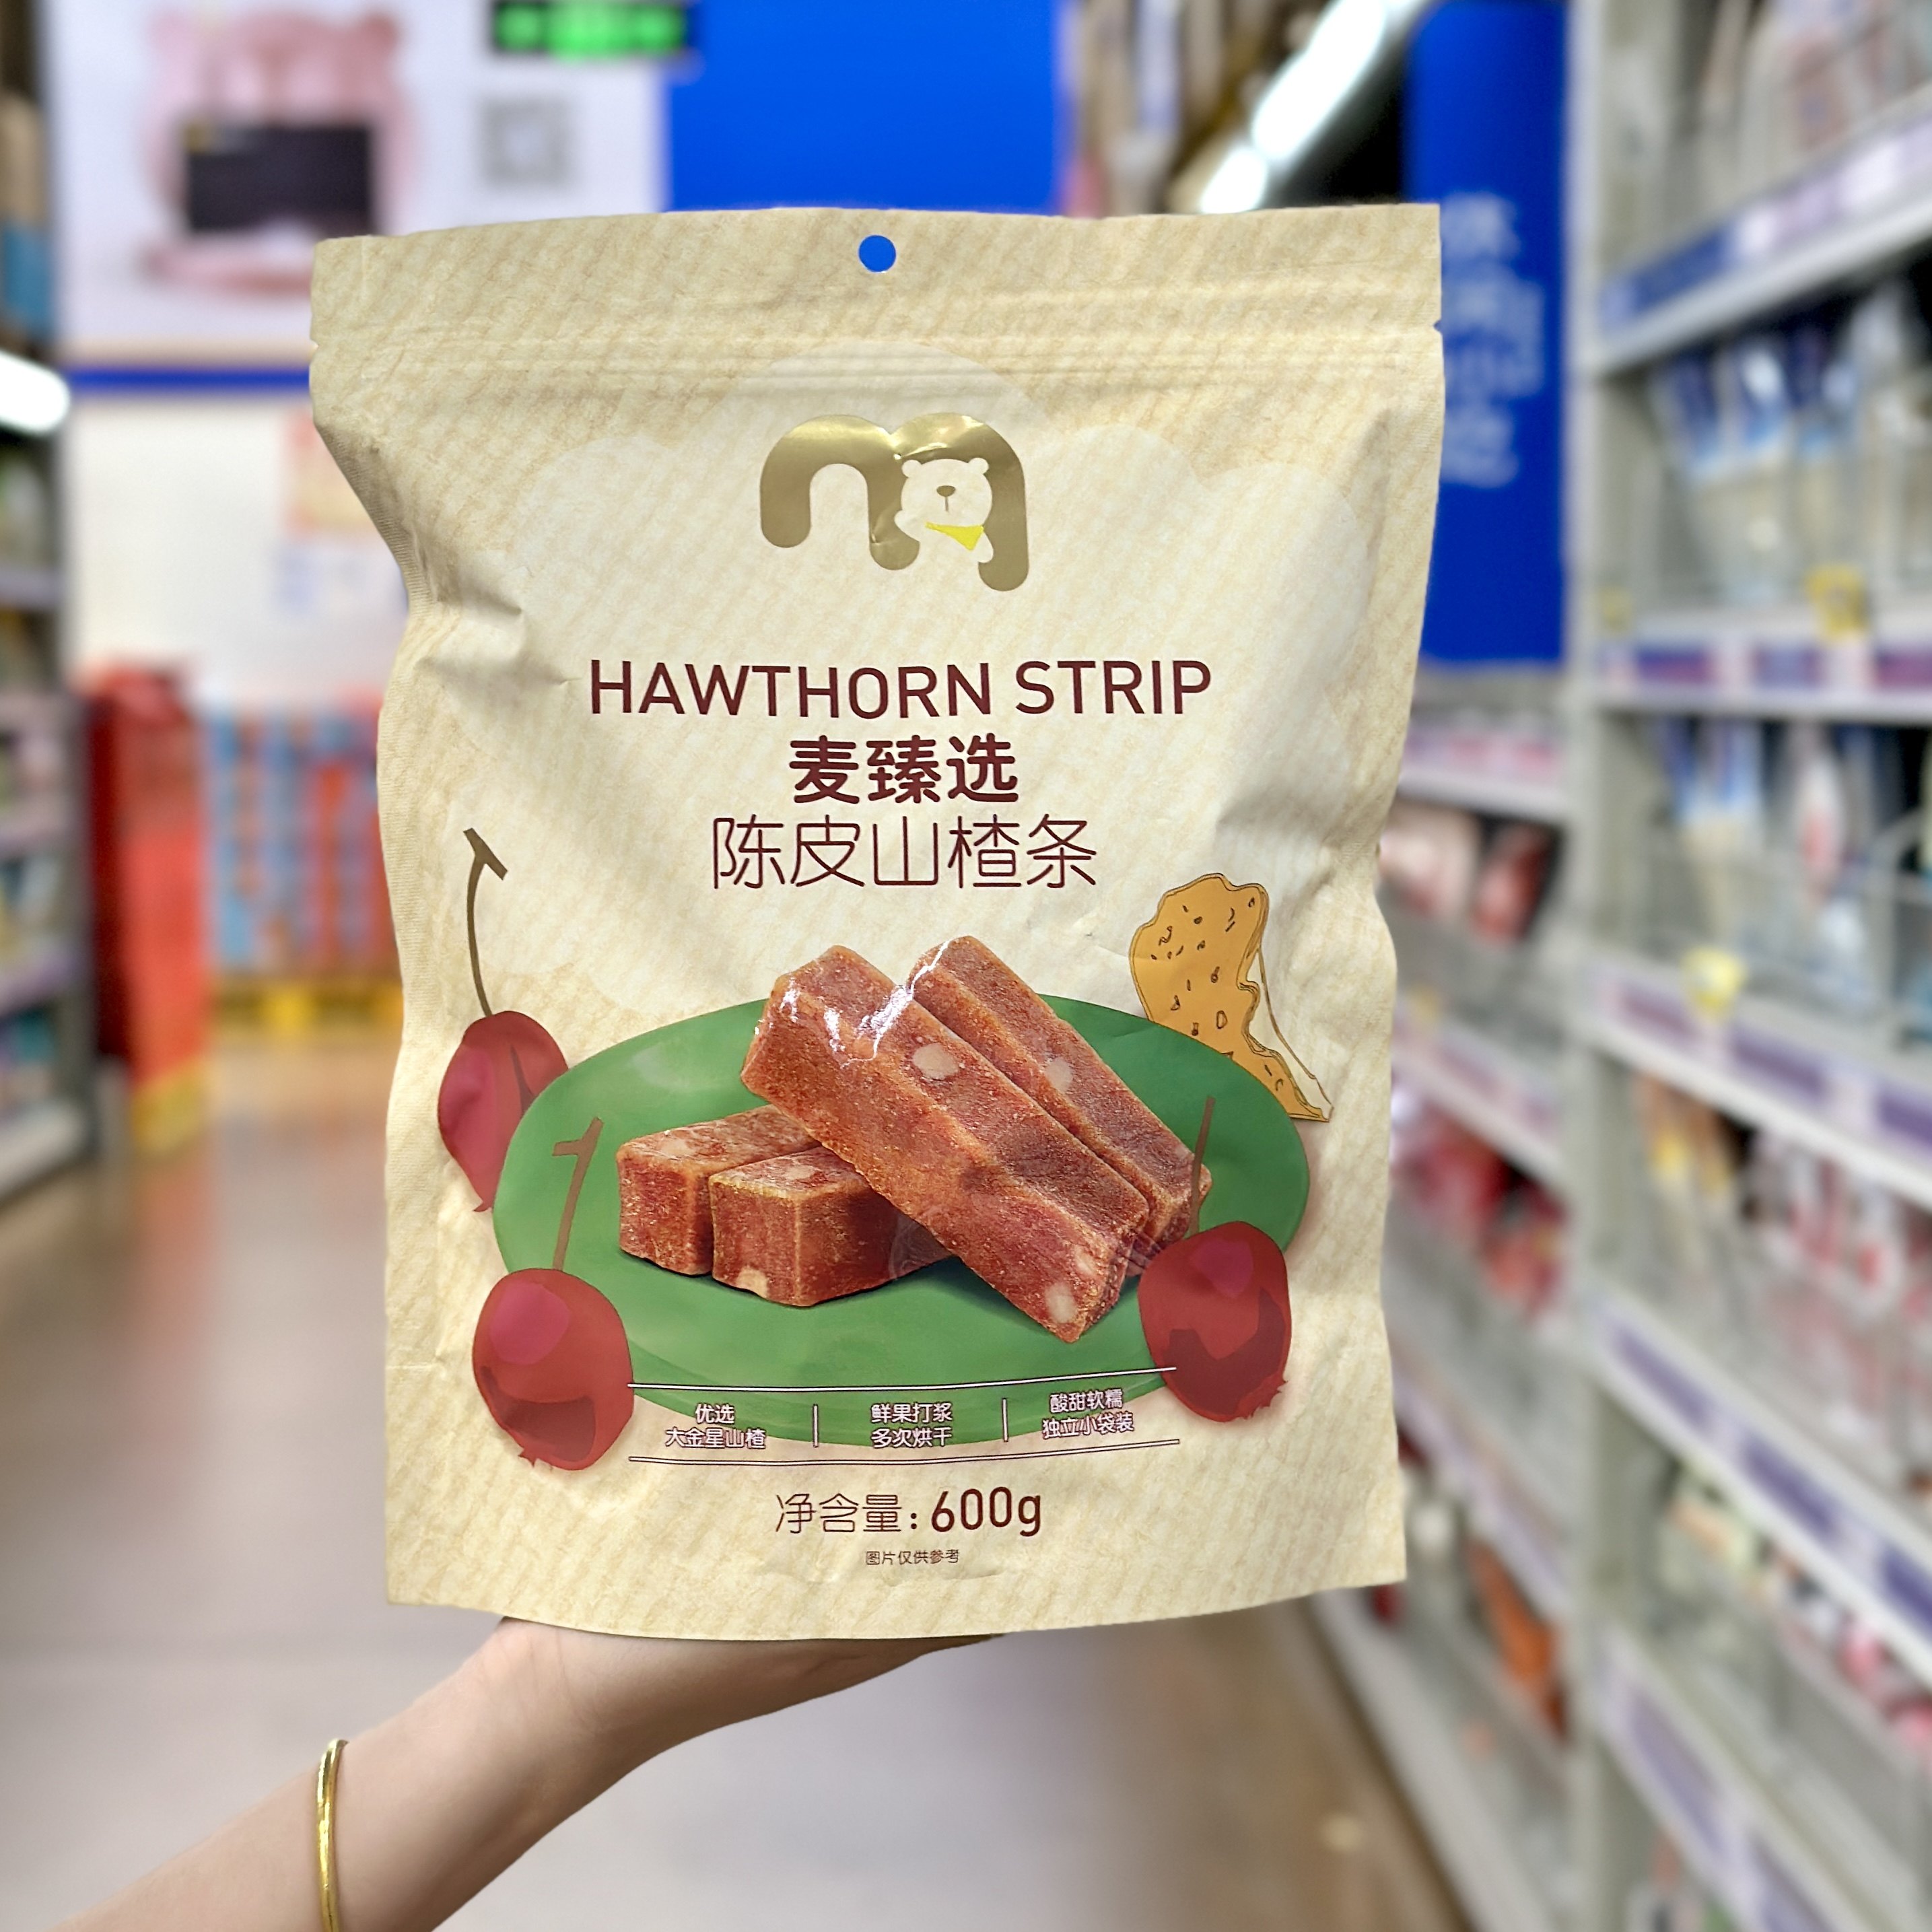 HAWTHORN STRIP
麦臻选
陈皮山楂条
优选
大金星山楂
鲜果打浆
多次烘干
酸甜软糯
独立小袋装
净含量：600g
图片仅供参考